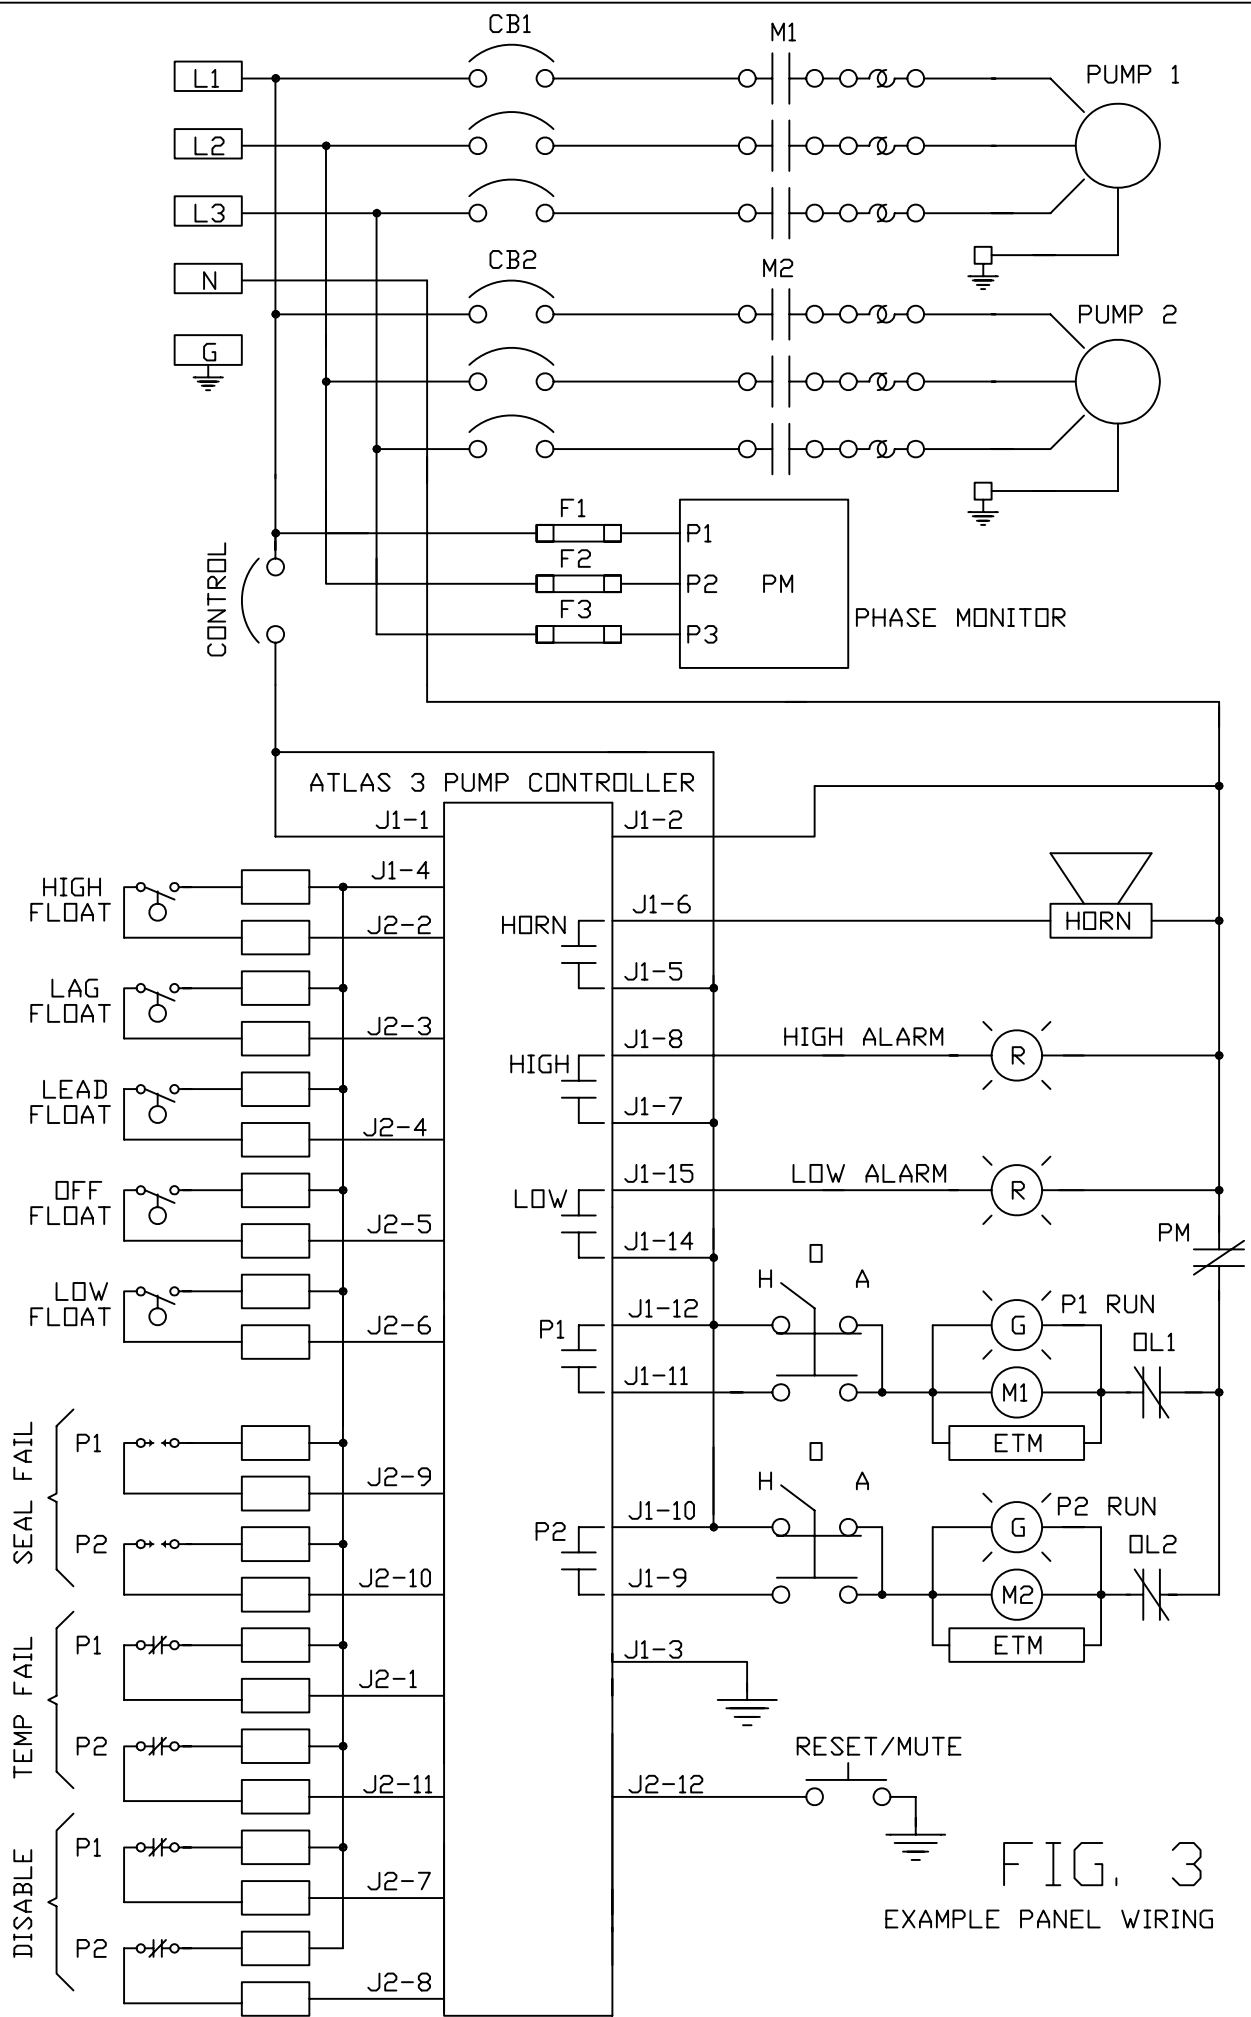 CB1
M1
L1
PUMP 1
L2
L3
CB2
M2
N
PUMP 2
G
F1
P1
F2
P2
PM
F3
P3
PHASE MONITOR
CONTROL
ATLAS 3 PUMP CONTROLLER
J1-1
J1-2
J1-4
HIGH
FLOAT
J2-2
J1-6
HORN
HORN
LAG
FLOAT
J1-5
J2-3
J1-8
HIGH ALARM
R
HIGH
LEAD
FLOAT
J1-7
J2-4
J1-15
LOW ALARM
R
LOW
OFF
FLOAT
J2-5
J1-14
PM
O
H
A
LOW
FLOAT
J2-6
J1-12
P1
G
P1 RUN
OL1
J1-11
M1
ETM
SEAL FAIL
P1
J2-9
P2
J2-10
O
H
A
J1-10
P2
G
P2 RUN
OL2
J1-9
M2
ETM
TEMP FAIL
P1
J2-1
P2
J2-11
J1-3
RESET/MUTE
J2-12
DISABLE
P1
J2-7
P2
J2-8
FIG. 3
EXAMPLE PANEL WIRING